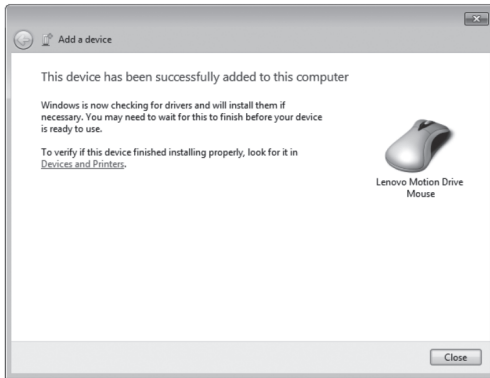 Add a device
This device has been successfully added to this computer
Windows is now checking for drivers and will install them if
necessary. You may need to wait for this to finish before your device
is ready to use.
To verify if this device finished installing properly, look for it in
Devices and Printers.
Lenovo Motion Drive
Mouse
Close